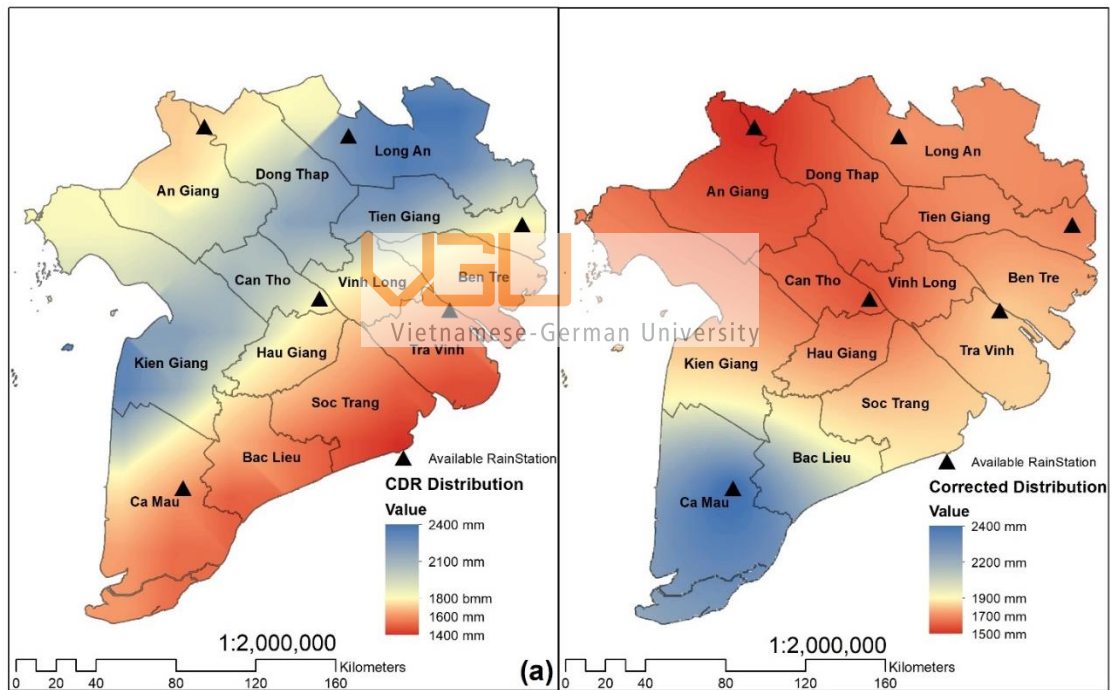 Long An
Dong Thap
An Giang
Tien Giang
Can Tho
Vinh Long
Ben Tre
VGU
Vietnamese-German University
Kien Giang
Hau Giang
Tra Vinh
Soc Trang
Bac Lieu
Ca Mau
Available RainStation
CDR Distribution
Value
2400 mm
2100 mm
1800 bmm
1600 mm
1400 mm
1:2,000,000
Kilometers
0 20 40 80 120 160
(a)
Long An
Dong Thap
An Giang
Tien Giang
Can Tho
Vinh Long
Ben Tre
Kien Giang
Hau Giang
Tra Vinh
Soc Trang
Bac Lieu
Ca Mau
Available RainStation
Corrected Distribution
Value
2400 mm
2200 mm
1900 mm
1700 mm
1500 mm
1:2,000,000
Kilometers
0 20 40 80 120 160